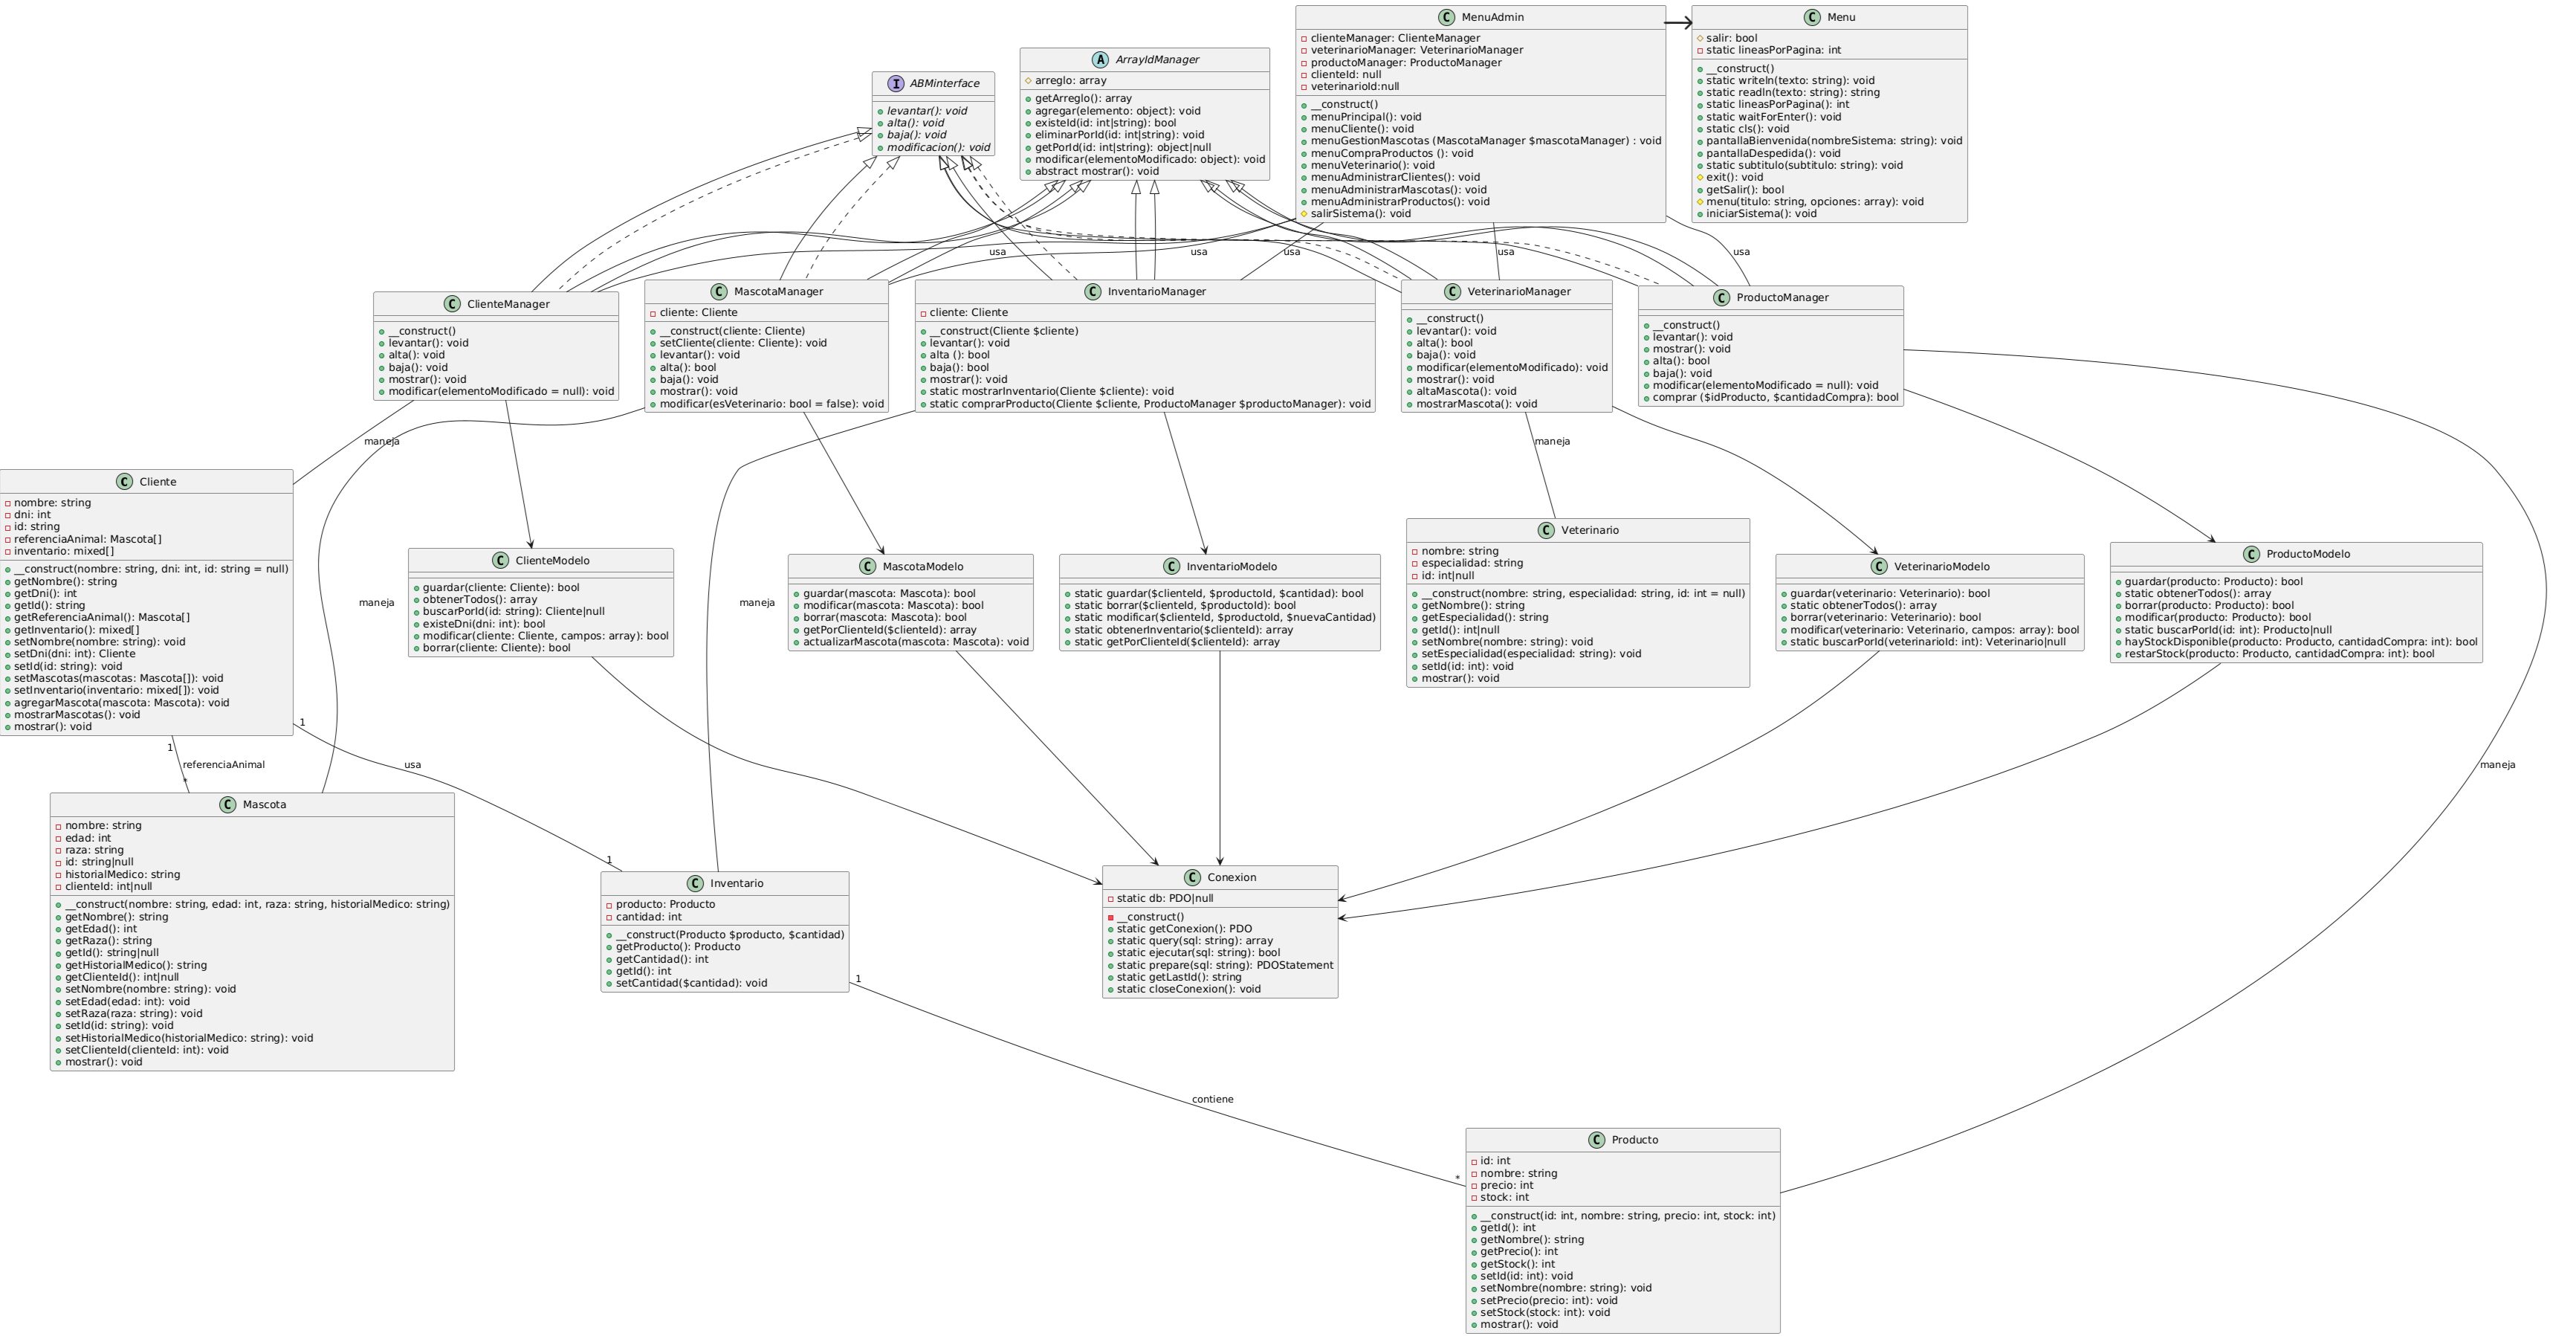 MenuAdmin
clienteManager: ClienteManager
veterinarioManager: VeterinarioManager
productoManager: ProductoManager
clienteId: null
veterinarioId:null
__construct()
menuPrincipal(): void
menuCliente(): void
menuGestionMascotas (MascotaManager $mascotaManager) : void
menuCompraProductos (): void
menuVeterinario(): void
menuAdministrarClientes(): void
menuAdministrarMascotas(): void
menuAdministrarProductos(): void
salirSistema(): void
Menu
salir: bool
static lineasPorPagina: int
__construct()
static writeln(texto: string): void
static readln(texto: string): string
static lineasPorPagina(): int
static waitForEnter(): void
static cls(): void
pantallaBienvenida(nombreSistema: string): void
pantallaDespedida(): void
static subtitulo(subtitulo: string): void
exit(): void
getSalir(): bool
menu(titulo: string, opciones: array): void
iniciarSistema(): void
ArrayIdManager
arreglo: array
getArreglo(): array
agregar(elemento: object): void
existeId(id: int|string): bool
eliminarPorId(id: int|string): void
getPorId(id: int|string): object|null
modificar(elementoModificado: object): void
abstract mostrar(): void
ABMinterface
levantar(): void
alta(): void
baja(): void
modificacion(): void
usa
usa
usa
usa
usa
ClienteManager
__construct()
levantar(): void
alta(): void
baja(): void
mostrar(): void
modificar(elementoModificado = null): void
MascotaManager
cliente: Cliente
__construct(cliente: Cliente)
setCliente(cliente: Cliente): void
levantar(): void
alta(): bool
baja(): void
mostrar(): void
modificar(esVeterinario: bool = false): void
InventarioManager
cliente: Cliente
__construct(Cliente $cliente)
levantar(): void
alta (): bool
baja(): bool
mostrar(): void
static mostrarInventario(Cliente $cliente): void
static comprarProducto(Cliente $cliente, ProductoManager $productoManager): void
VeterinarioManager
__construct()
levantar(): void
alta(): bool
baja(): void
modificar(elementoModificado): void
mostrar(): void
altaMascota(): void
mostrarMascota(): void
ProductoManager
__construct()
levantar(): void
mostrar(): void
alta(): bool
baja(): void
modificar(elementoModificado = null): void
comprar ($idProducto, $cantidadCompra): bool
maneja
maneja
Cliente
nombre: string
dni: int
id: string
referenciaAnimal: Mascota[]
inventario: mixed[]
__construct(nombre: string, dni: int, id: string = null)
getNombre(): string
getDni(): int
getId(): string
getReferenciaAnimal(): Mascota[]
getInventario(): mixed[]
setNombre(nombre: string): void
setDni(dni: int): Cliente
setId(id: string): void
setMascotas(mascotas: Mascota[]): void
setInventario(inventario: mixed[]): void
agregarMascota(mascota: Mascota): void
mostrarMascotas(): void
mostrar(): void
maneja
ClienteModelo
guardar(cliente: Cliente): bool
obtenerTodos(): array
buscarPorId(id: string): Cliente|null
existeDni(dni: int): bool
modificar(cliente: Cliente, campos: array): bool
borrar(cliente: Cliente): bool
maneja
MascotaModelo
guardar(mascota: Mascota): bool
modificar(mascota: Mascota): bool
borrar(mascota: Mascota): bool
getPorClienteId($clienteId): array
actualizarMascota(mascota: Mascota): void
InventarioModelo
static guardar($clienteId, $productoId, $cantidad): bool
static borrar($clienteId, $productoId): bool
static modificar($clienteId, $productoId, $nuevaCantidad)
static obtenerInventario($clienteId): array
static getPorClienteId($clienteId): array
Veterinario
nombre: string
especialidad: string
id: int|null
__construct(nombre: string, especialidad: string, id: int = null)
getNombre(): string
getEspecialidad(): string
getId(): int|null
setNombre(nombre: string): void
setEspecialidad(especialidad: string): void
setId(id: int): void
mostrar(): void
VeterinarioModelo
guardar(veterinario: Veterinario): bool
static obtenerTodos(): array
borrar(veterinario: Veterinario): bool
modificar(veterinario: Veterinario, campos: array): bool
static buscarPorId(veterinarioId: int): Veterinario|null
ProductoModelo
guardar(producto: Producto): bool
static obtenerTodos(): array
borrar(producto: Producto): bool
modificar(producto: Producto): bool
static buscarPorId(id: int): Producto|null
hayStockDisponible(producto: Producto, cantidadCompra: int): bool
restarStock(producto: Producto, cantidadCompra: int): bool
1
1
referenciaAnimal
*
usa
maneja
1
Mascota
nombre: string
edad: int
raza: string
id: string|null
historialMedico: string
clienteId: int|null
__construct(nombre: string, edad: int, raza: string, historialMedico: string)
getNombre(): string
getEdad(): int
getRaza(): string
getId(): string|null
getHistorialMedico(): string
getClienteId(): int|null
setNombre(nombre: string): void
setEdad(edad: int): void
setRaza(raza: string): void
setId(id: string): void
setHistorialMedico(historialMedico: string): void
setClienteId(clienteId: int): void
mostrar(): void
Inventario
producto: Producto
cantidad: int
__construct(Producto $producto, $cantidad)
getProducto(): Producto
getCantidad(): int
getId(): int
setCantidad($cantidad): void
Conexion
static db: PDO|null
__construct()
static getConexion(): PDO
static query(sql: string): array
static ejecutar(sql: string): bool
static prepare(sql: string): PDOStatement
static getLastId(): string
static closeConexion(): void
1
contiene
*
Producto
id: int
nombre: string
precio: int
stock: int
__construct(id: int, nombre: string, precio: int, stock: int)
getId(): int
getNombre(): string
getPrecio(): int
getStock(): int
setId(id: int): void
setNombre(nombre: string): void
setPrecio(precio: int): void
setStock(stock: int): void
mostrar(): void